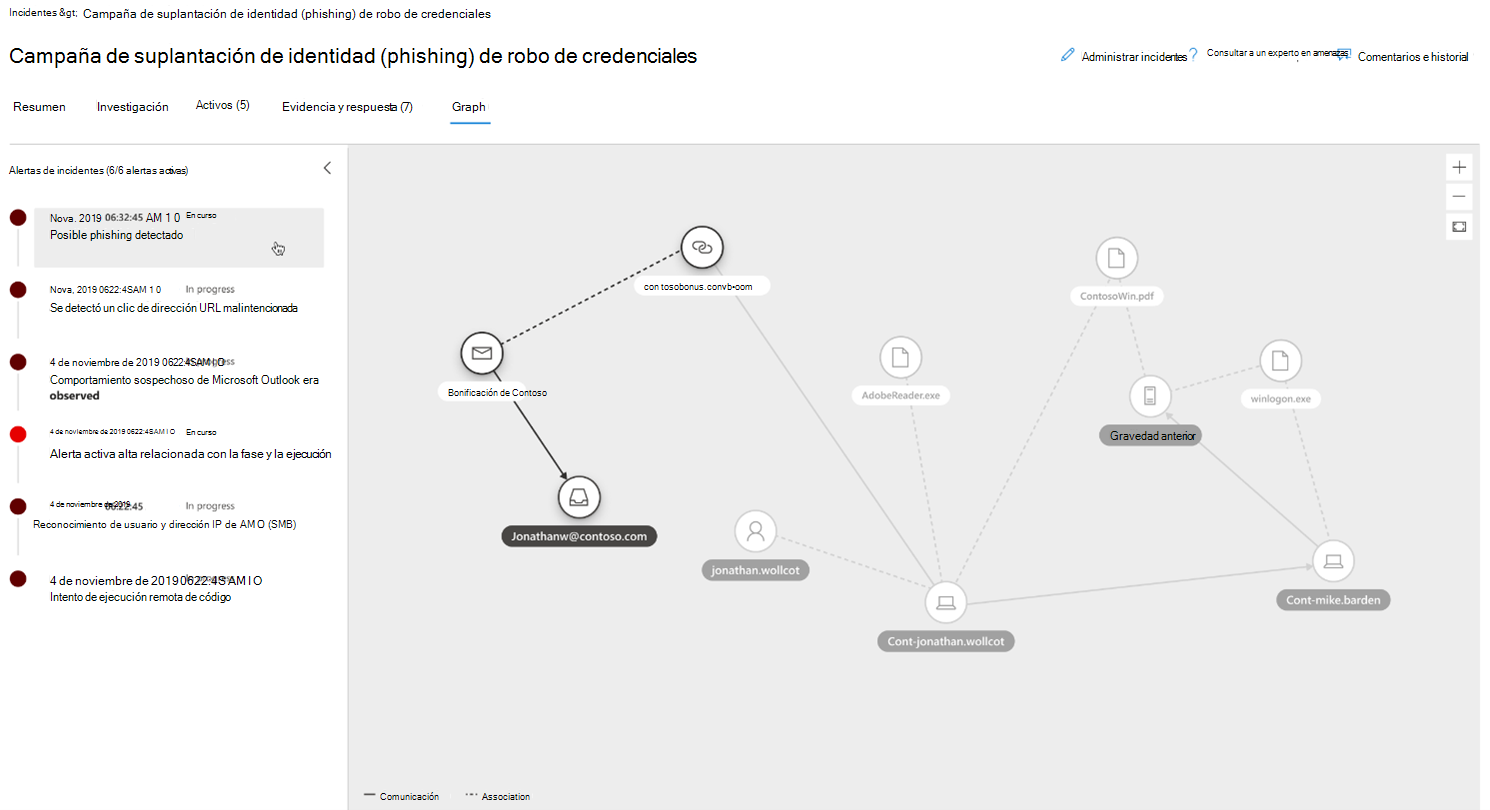 Incidentes &gt; Campaña de suplantación de identidad (phishing) de robo de credenciales
Campaña de suplantación de identidad (phishing) de robo de credenciales
Administrar incidentes
Consultar a un experto en amenazas
Comentarios e historial
Resumen
Investigación
Activos (5)
Evidencia y respuesta (7)
Graph
Alertas de incidentes (6/6 alertas activas)
Nova. 2019 06:32:45 AM 1 0 En curso
Posible phishing detectado
Nova, 2019 0622:4SAM 1 0 In progress
Se detectó un clic de dirección URL malintencionada
4 de noviembre de 2019 0622:4SAM I O In progress
Comportamiento sospechoso de Microsoft Outlook era
observed
4 de noviembre de 2019 0622:4SAM I O En curso
Alerta activa alta relacionada con la fase y la ejecución
4 de noviembre de 2019 06:22:45 In progress
Reconocimiento de usuario y dirección IP de AM O (SMB)
4 de noviembre de 2019 0622:4S AM I O
Intento de ejecución remota de código
contosobonus.convb•oom
Bonificación de Contoso
Jonathanw@contoso.com
jonathan.wollcot
AdobeReader.exe
Cont-jonathan.wollcot
ContosoWin.pdf
Gravedad anterior
winlogon.exe
Cont-mike.barden
Comunicación
Association